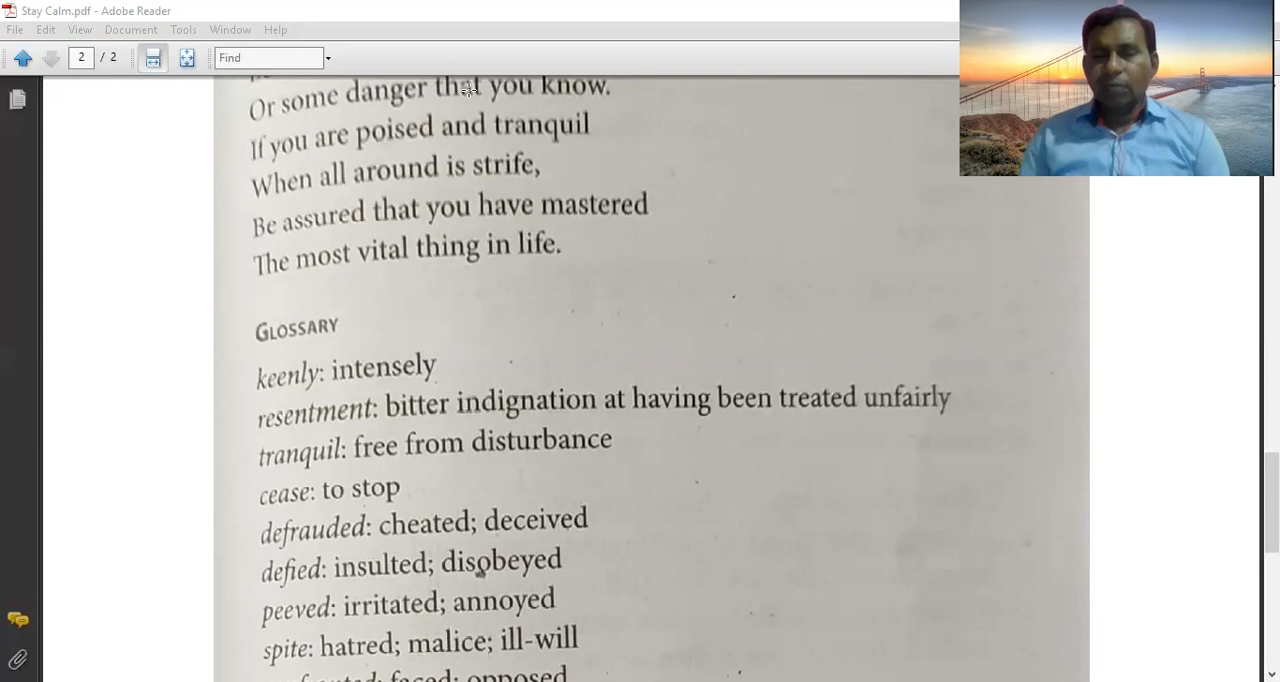 Stay Calm.pdf - Adobe Reader
File Edit View Document Tools Window Help
2 / 2 Find
Or some danger that you know.
If you are poised and tranquil
When all around is strife,
Be assured that you have mastered
The most vital thing in life.
GLOSSARY
keenly: intensely
resentment: bitter indignation at having been treated unfairly
tranquil: free from disturbance
cease: to stop
defrauded: cheated; deceived
defied: insulted; disobeyed
peeved: irritated; annoyed
spite: hatred; malice; ill-will
faced; opposed